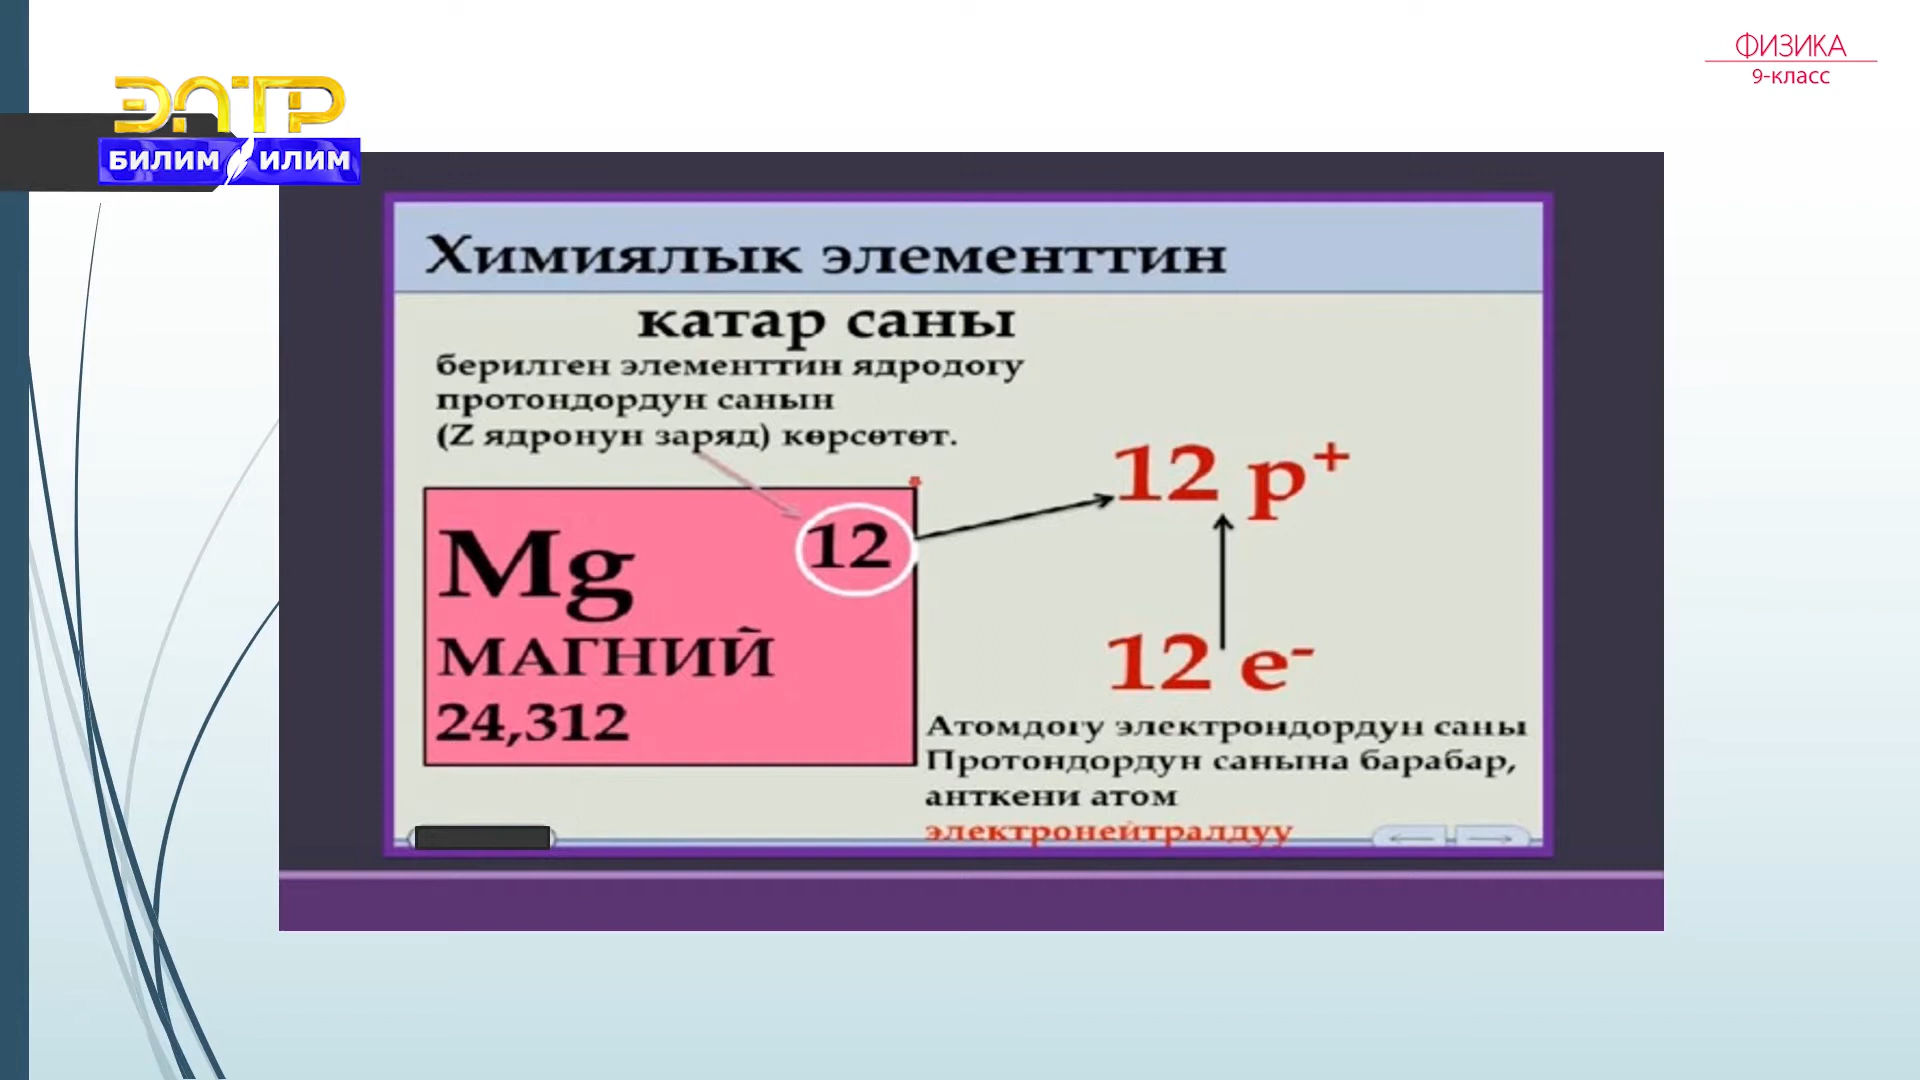 ФИЗИКА
9-класс
ЭЛТР
БИЛИМ ИЛИМ
Химиялык элементтин
катар саны
берилген элементтин ядродогу
протондордун санын
(Z ядронун заряд) көрсөтөт.
12 p+
Mg 12
МАГНИЙ
24,312
12 e-
Атомдогу электрондордун саны
Протондордун санына барабар,
анткени атом
электронейтралдуу